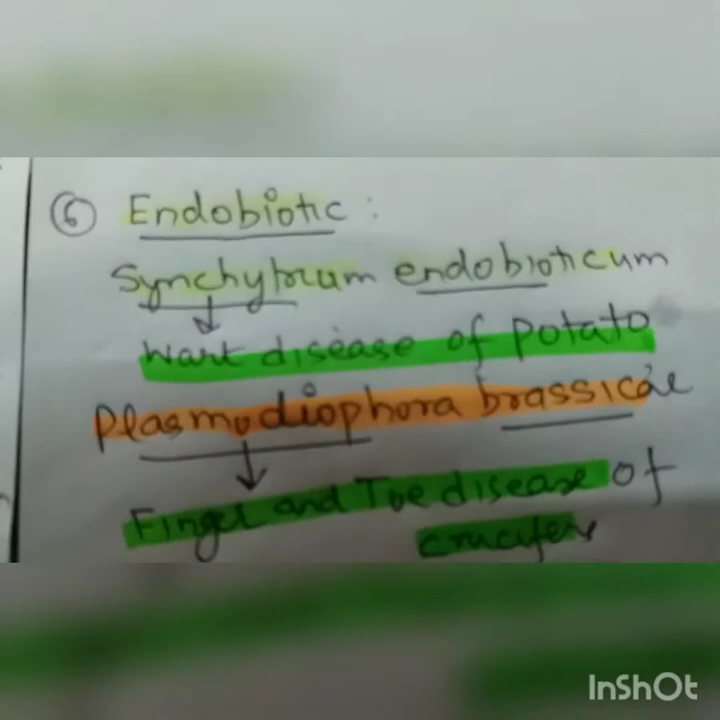 ⑥ Endobiotic :
Synchytrium endobioticum
↓
Wart disease of potato
Plasmodiophora brassicae
↓
Finger and Toe disease of
crucifers
InShOt